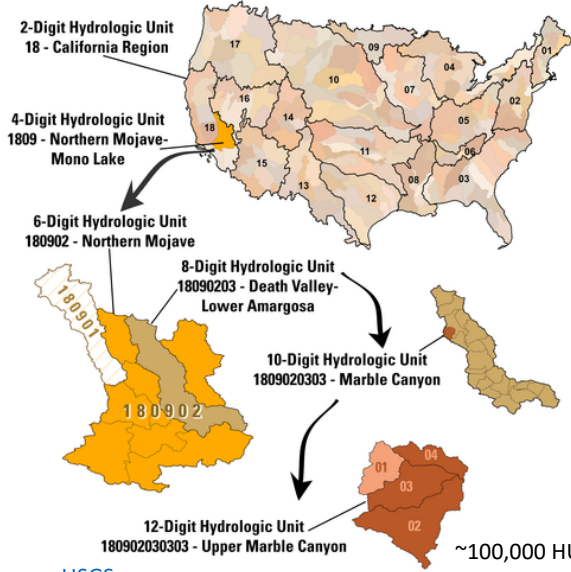 2-Digit Hydrologic Unit
18 - California Region
17
09
01
10
04
07
02
16
4-Digit Hydrologic Unit
1809 - Northern Mojave-
Mono Lake
18
14
05
06
11
15
08
03
12
13
6-Digit Hydrologic Unit
180902 - Northern Mojave
8-Digit Hydrologic Unit
18090203 - Death Valley-
Lower Amargosa
180901
10-Digit Hydrologic Unit
1809020303 - Marble Canyon
180902
04
01
03
02
12-Digit Hydrologic Unit
180902030303 - Upper Marble Canyon
~100,000 HU
USGS